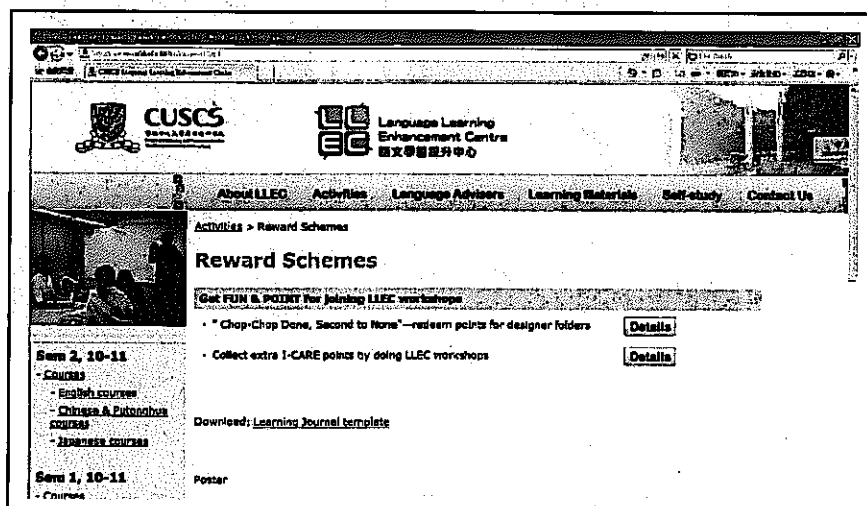 CUSCS
Language Learning
Enhancement Centre
語文學習提升中心
About LLEC Activities Language Advisors Learning Materials Self-study Contact Us
Activities > Reward Schemes
Reward Schemes
Get FUN & POINT for joining LLEC workshops
· "Chop-Chop Done, Second to None"—redeem points for designer folders Details
· Collect extra I-CARE points by doing LLEC workshops Details
Download: Learning Journal template
Poster
Sem 2, 10-11
- Courses
- English courses
- Chinese & Putonghua
courses
- Japanese courses
Sem 1, 10-11
- Courses